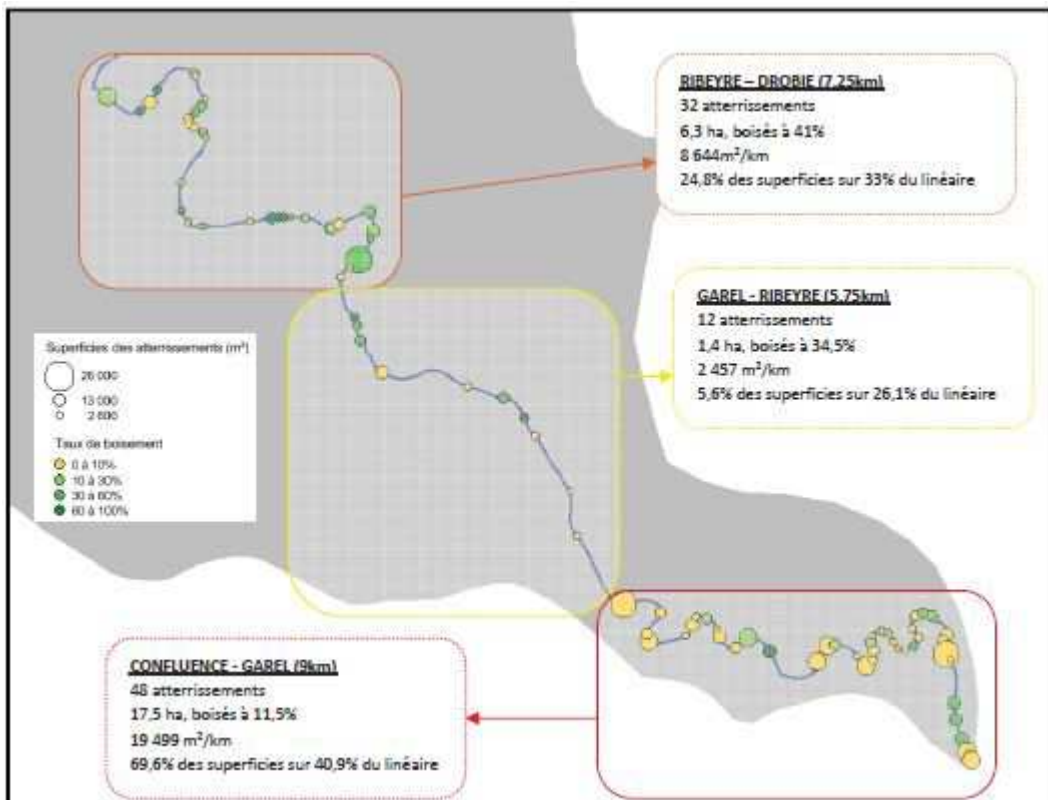 RIBEYRE – DROBIE (7,25km)
32 atterrissements
6,3 ha, boisés à 41%
8 644m²/km
24,8% des superficies sur 33% du linéaire
GAREL - RIBEYRE (5,75km)
12 atterrissements
1,4 ha, boisés à 34,5%
2 457 m²/km
5,6% des superficies sur 26,1% du linéaire
Superficies des atterrissements (m²)
26 000
13 000
2 600
Taux de boisement
0 à 10%
10 à 30%
30 à 60%
60 à 100%
CONFLUENCE - GAREL (9km)
48 atterrissements
17,5 ha, boisés à 11,5%
19 499 m²/km
69,6% des superficies sur 40,9% du linéaire